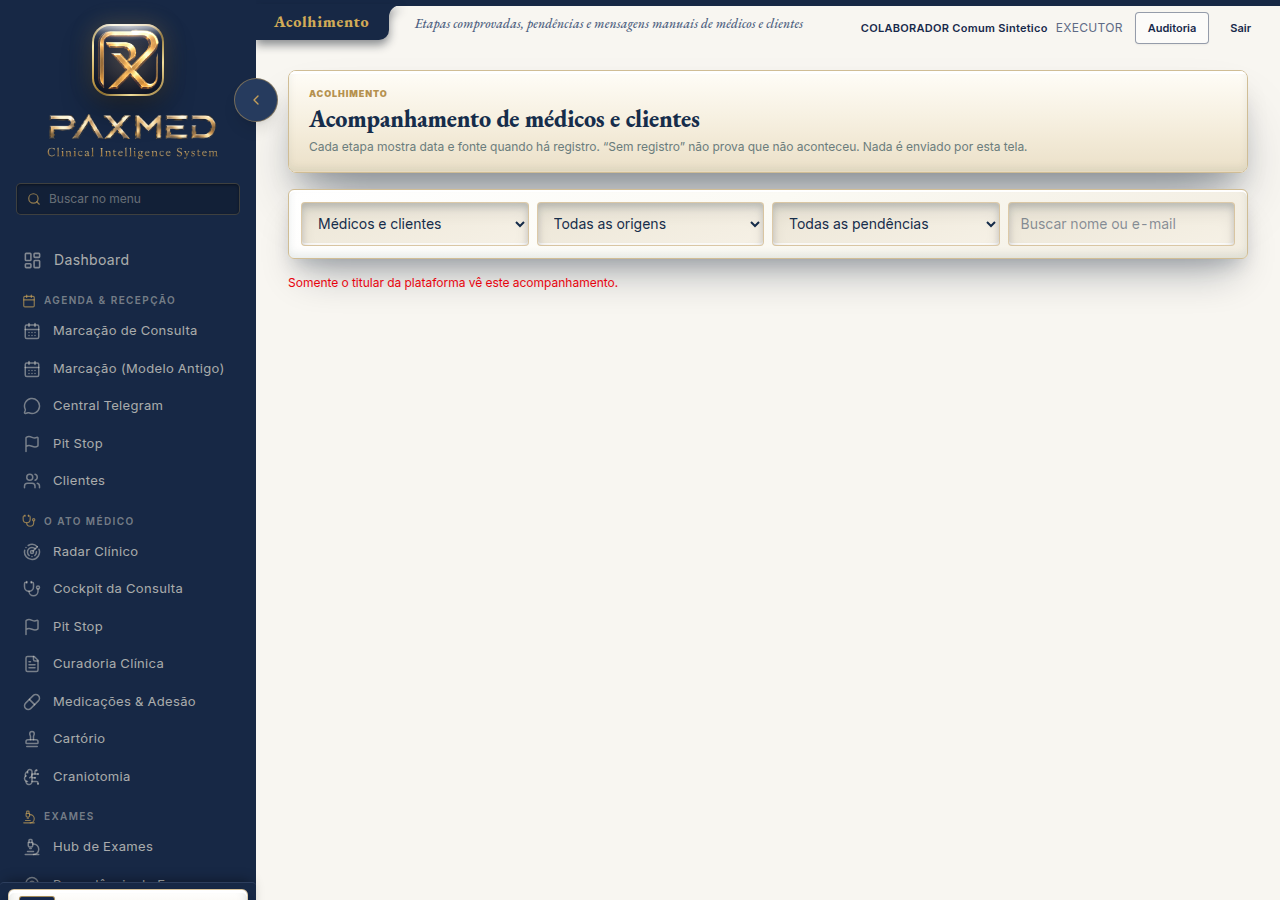 PAXMED
Clinical Intelligence System
Buscar no menu
Dashboard
AGENDA & RECEPÇÃO
Marcação de Consulta
Marcação (Modelo Antigo)
Central Telegram
Pit Stop
Clientes
O ATO MÉDICO
Radar Clínico
Cockpit da Consulta
Pit Stop
Curadoria Clínica
Medicações & Adesão
Cartório
Craniotomia
EXAMES
Hub de Exames
Acolhimento
Etapas comprovadas, pendências e mensagens manuais de médicos e clientes
COLABORADOR Comum Sintetico EXECUTOR
Auditoria
Sair
ACOLHIMENTO
Acompanhamento de médicos e clientes
Cada etapa mostra data e fonte quando há registro. “Sem registro” não prova que não aconteceu. Nada é enviado por esta tela.
Médicos e clientes
Todas as origens
Todas as pendências
Buscar nome ou e-mail
Somente o titular da plataforma vê este acompanhamento.